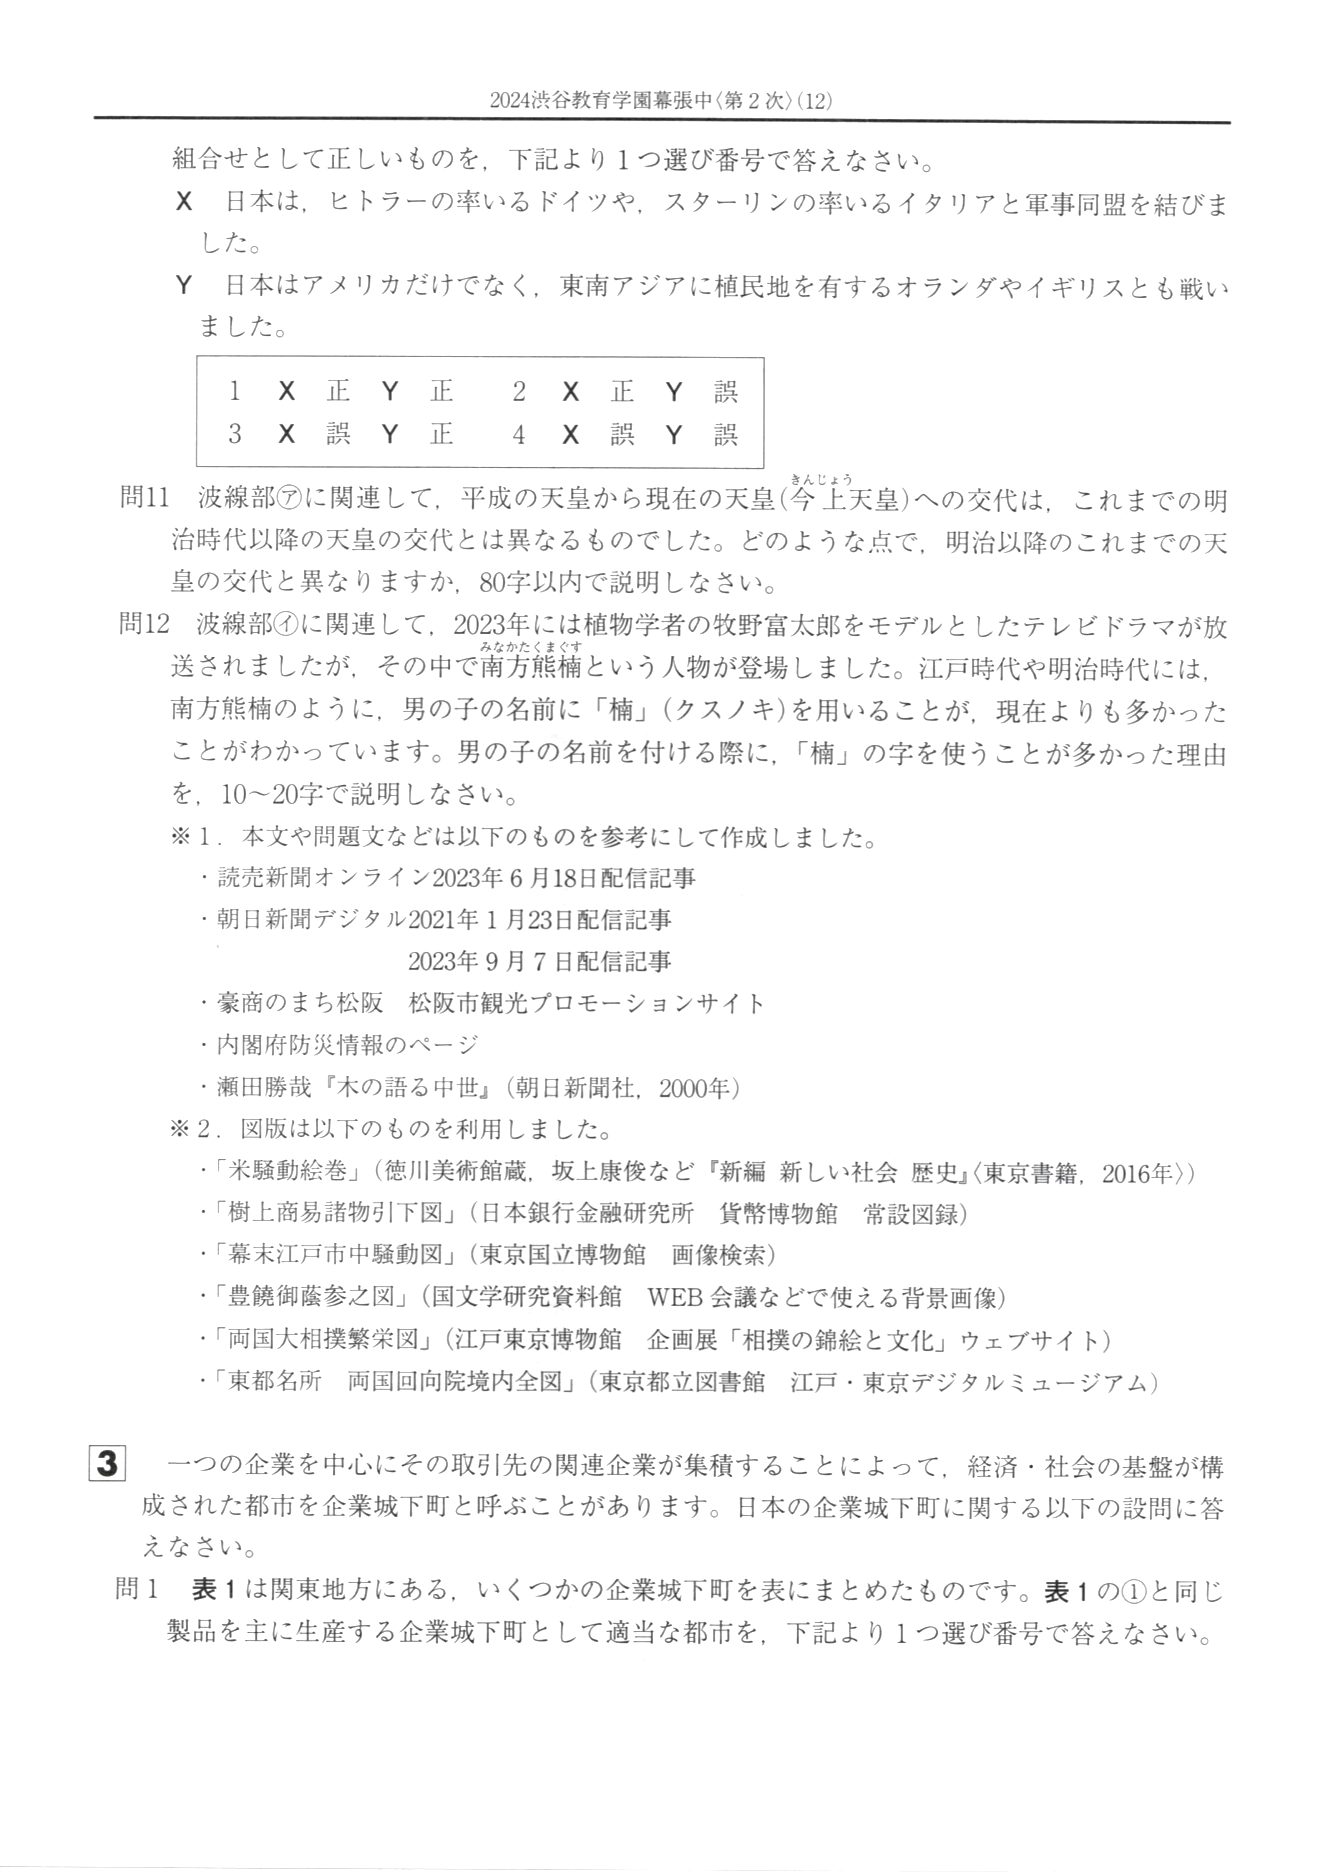 2024渋谷教育学園幕張中〈第2次〉(12)
組合せとして正しいものを，下記より1つ選び番号で答えなさい。
X　日本は，ヒトラーの率いるドイツや，スターリンの率いるイタリアと軍事同盟を結びま
した。
Y　日本はアメリカだけでなく，東南アジアに植民地を有するオランダやイギリスとも戦い
ました。
1　X　正　Y　正　　2　X　正　Y　誤
3　X　誤　Y　正　　4　X　誤　Y　誤
きんじょう
問11　波線部㋐に関連して，平成の天皇から現在の天皇(今上天皇)への交代は，これまでの明
治時代以降の天皇の交代とは異なるものでした。どのような点で，明治以降のこれまでの天
皇の交代と異なりますか，80字以内で説明しなさい。
問12　波線部㋑に関連して，2023年には植物学者の牧野富太郎をモデルとしたテレビドラマが放
みなかたくまぐす
送されましたが，その中で南方熊楠という人物が登場しました。江戸時代や明治時代には，
南方熊楠のように，男の子の名前に「楠」(クスノキ)を用いることが，現在よりも多かった
ことがわかっています。男の子の名前を付ける際に，「楠」の字を使うことが多かった理由
を，10～20字で説明しなさい。
※1．本文や問題文などは以下のものを参考にして作成しました。
・読売新聞オンライン2023年6月18日配信記事
・朝日新聞デジタル2021年1月23日配信記事
2023年9月7日配信記事
・豪商のまち松阪　松阪市観光プロモーションサイト
・内閣府防災情報のページ
・瀬田勝哉『木の語る中世』(朝日新聞社，2000年)
※2．図版は以下のものを利用しました。
・「米騒動絵巻」(徳川美術館蔵，坂上康俊など『新編 新しい社会 歴史』〈東京書籍，2016年〉)
・「樹上商易諸物引下図」(日本銀行金融研究所　貨幣博物館　常設図録)
・「幕末江戸市中騒動図」(東京国立博物館　画像検索)
・「豊饒御蔭参之図」(国文学研究資料館　WEB会議などで使える背景画像)
・「両国大相撲繁栄図」(江戸東京博物館　企画展「相撲の錦絵と文化」ウェブサイト)
・「東都名所　両国回向院境内全図」(東京都立図書館　江戸・東京デジタルミュージアム)
3　一つの企業を中心にその取引先の関連企業が集積することによって，経済・社会の基盤が構
成された都市を企業城下町と呼ぶことがあります。日本の企業城下町に関する以下の設問に答
えなさい。
問1　表1は関東地方にある，いくつかの企業城下町を表にまとめたものです。表1の①と同じ
製品を主に生産する企業城下町として適当な都市を，下記より1つ選び番号で答えなさい。